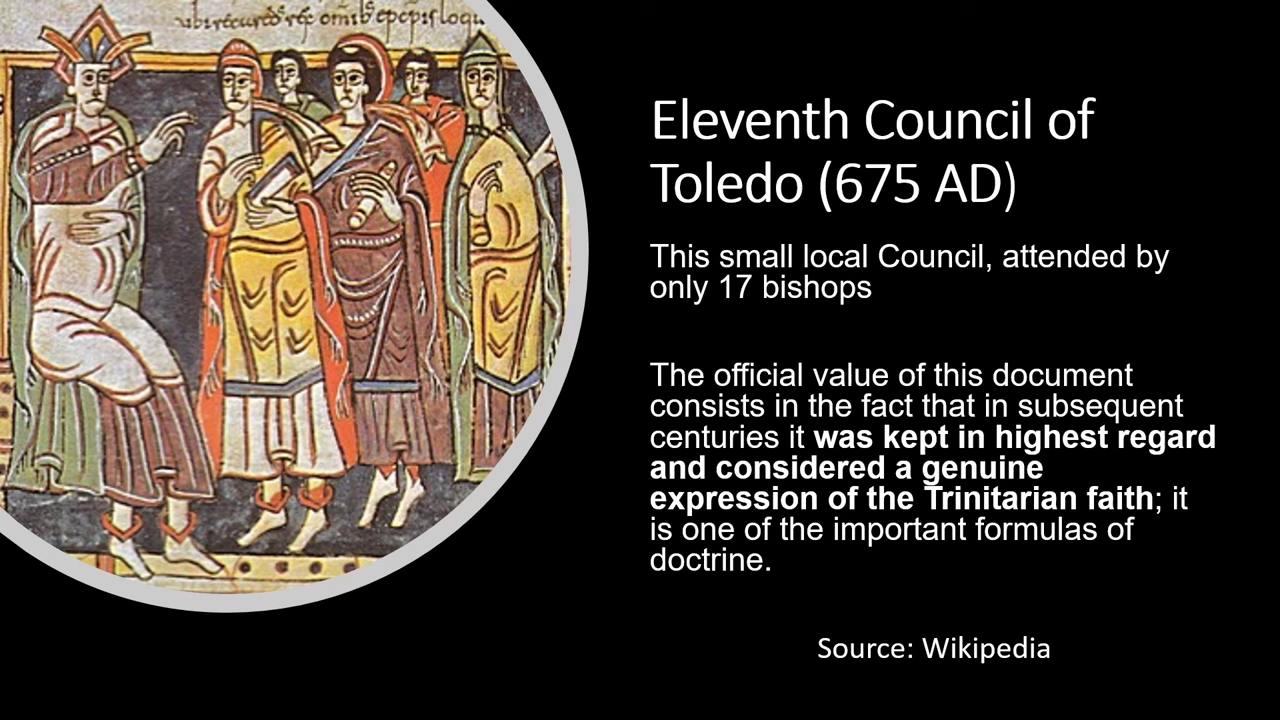 Eleventh Council of
Toledo (675 AD)
This small local Council, attended by
only 17 bishops
The official value of this document
consists in the fact that in subsequent
centuries it was kept in highest regard
and considered a genuine
expression of the Trinitarian faith; it
is one of the important formulas of
doctrine.
Source: Wikipedia